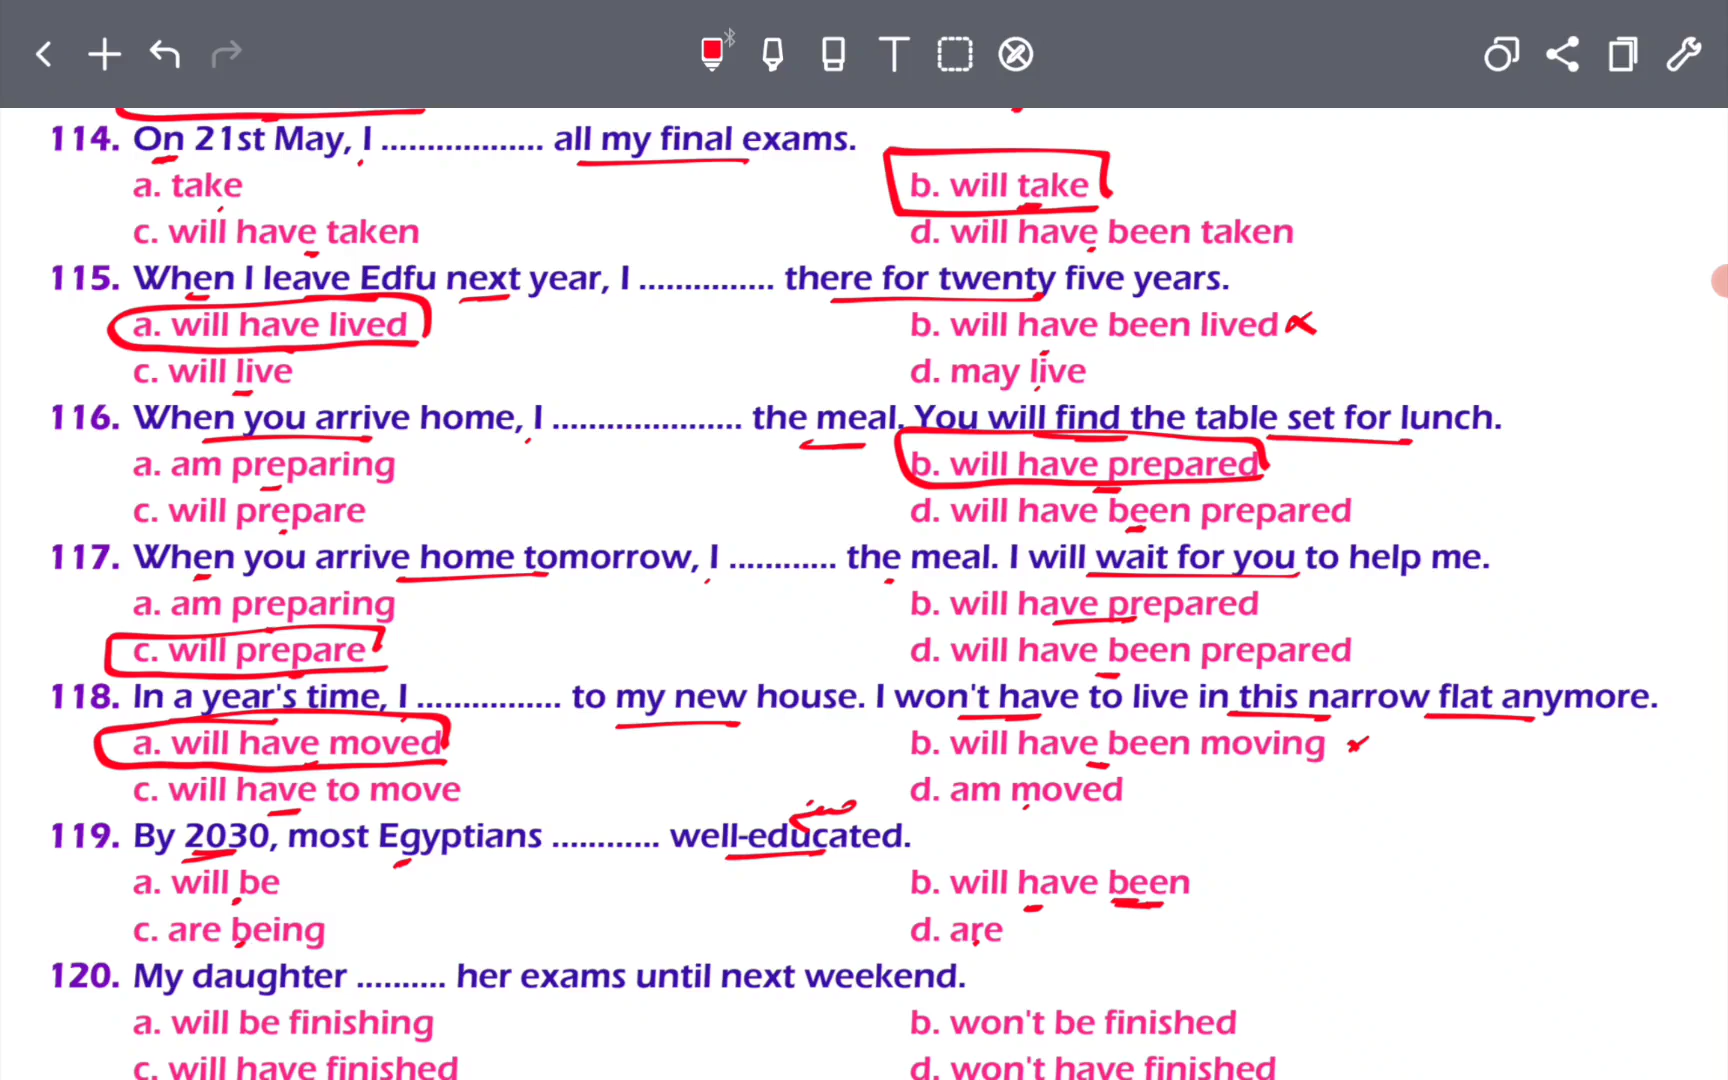 114. On 21st May, I .................. all my final exams.
a. take b. will take
c. will have taken d. will have been taken
115. When I leave Edfu next year, I ............... there for twenty five years.
a. will have lived b. will have been lived
c. will live d. may live
116. When you arrive home, I ..................... the meal. You will find the table set for lunch.
a. am preparing b. will have prepared
c. will prepare d. will have been prepared
117. When you arrive home tomorrow, I ............ the meal. I will wait for you to help me.
a. am preparing b. will have prepared
c. will prepare d. will have been prepared
118. In a year's time, I ................ to my new house. I won't have to live in this narrow flat anymore.
a. will have moved b. will have been moving
c. will have to move d. am moved
119. By 2030, most Egyptians ............ well-educated.
a. will be b. will have been
c. are being d. are
120. My daughter .......... her exams until next weekend.
a. will be finishing b. won't be finished
c. will have finished d. won't have finished